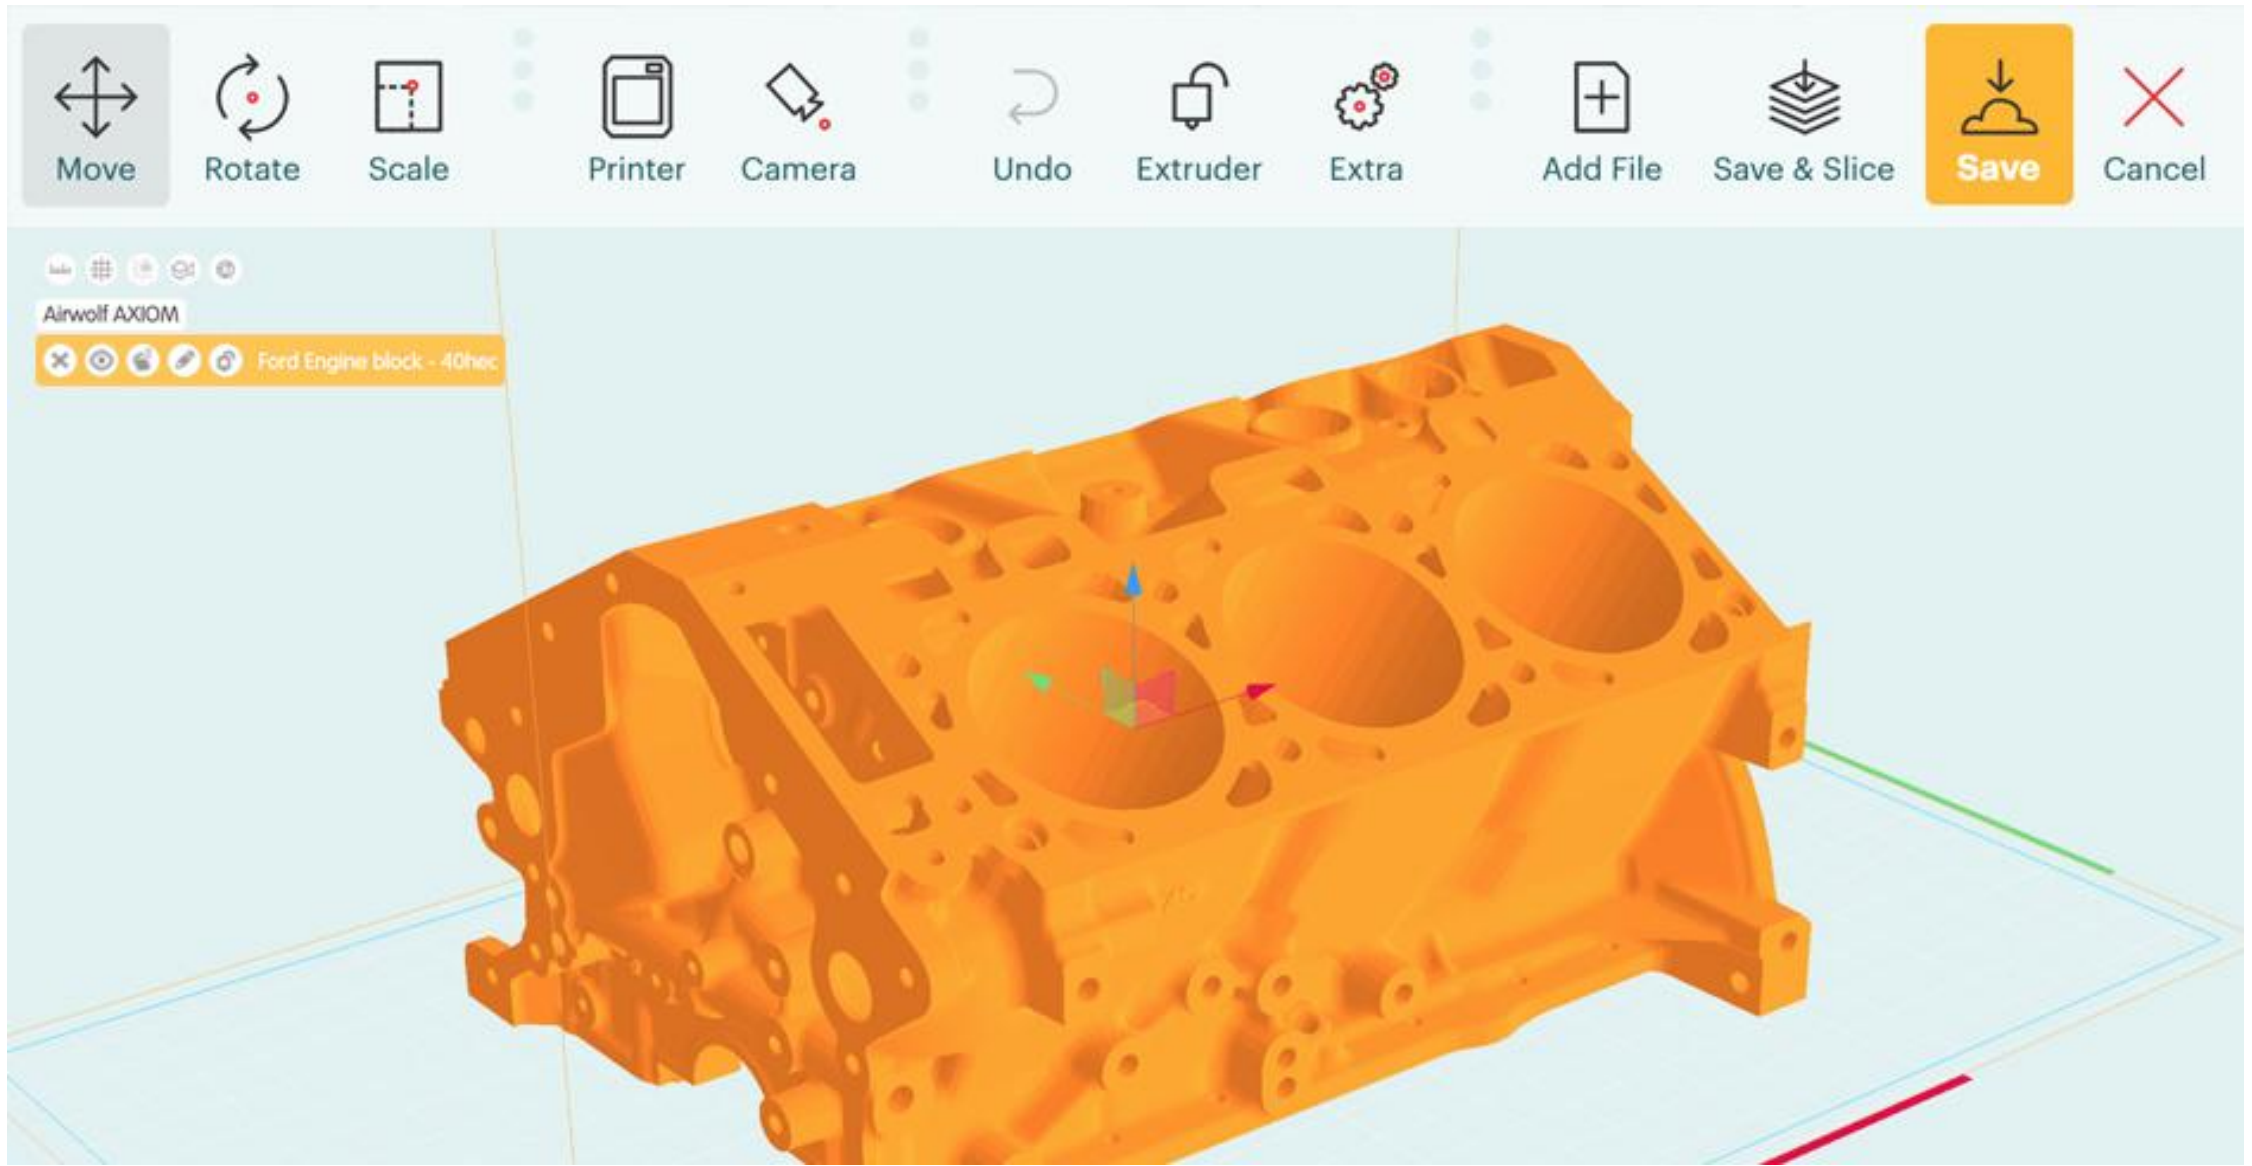 Move Rotate Scale Printer Camera Undo Extruder Extra Add File Save & Slice Save Cancel
Airwolf AXIOM
Ford Engine block - 40hec